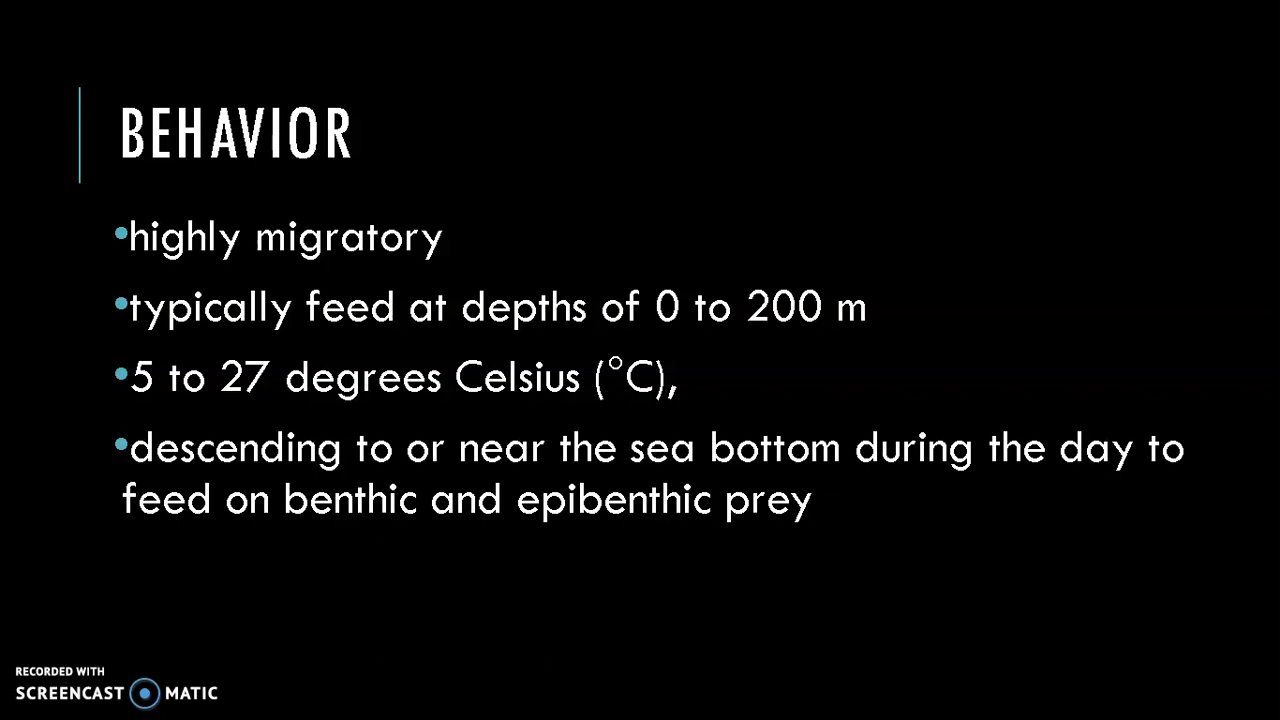 BEHAVIOR
•highly migratory
•typically feed at depths of 0 to 200 m
•5 to 27 degrees Celsius (°C),
•descending to or near the sea bottom during the day to
feed on benthic and epibenthic prey
RECORDED WITH
SCREENCAST MATIC